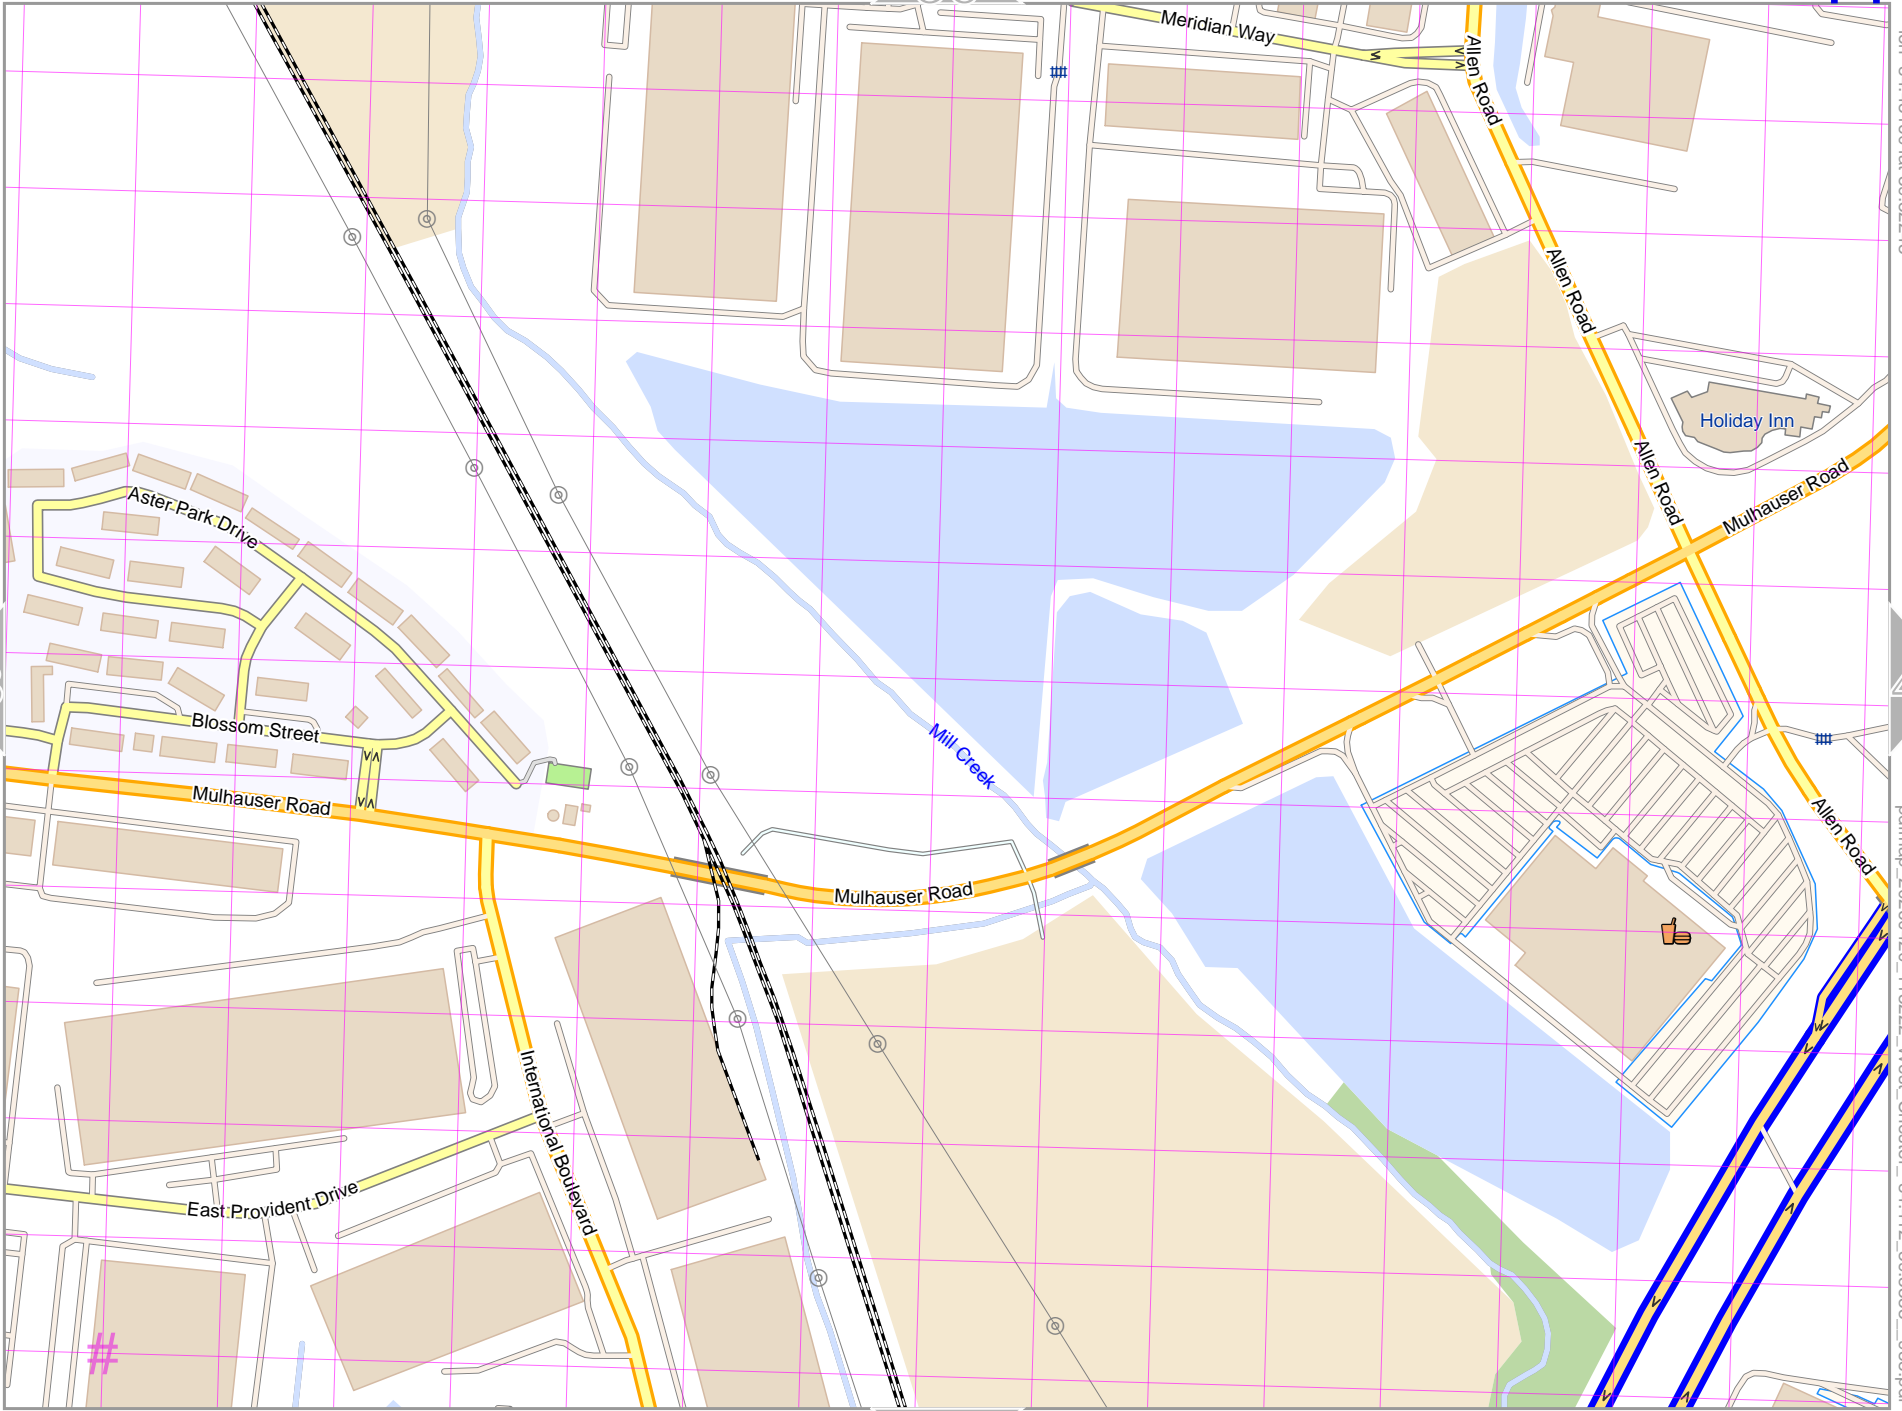 Meridian Way
Allen Road
Allen Road
Holiday Inn
Allen Road
Mulhauser Road
Aster Park Drive
Blossom Street
Mill Creek
Mulhauser Road
Mulhauser Road
Allen Road
International Boulevard
East Provident Drive
#